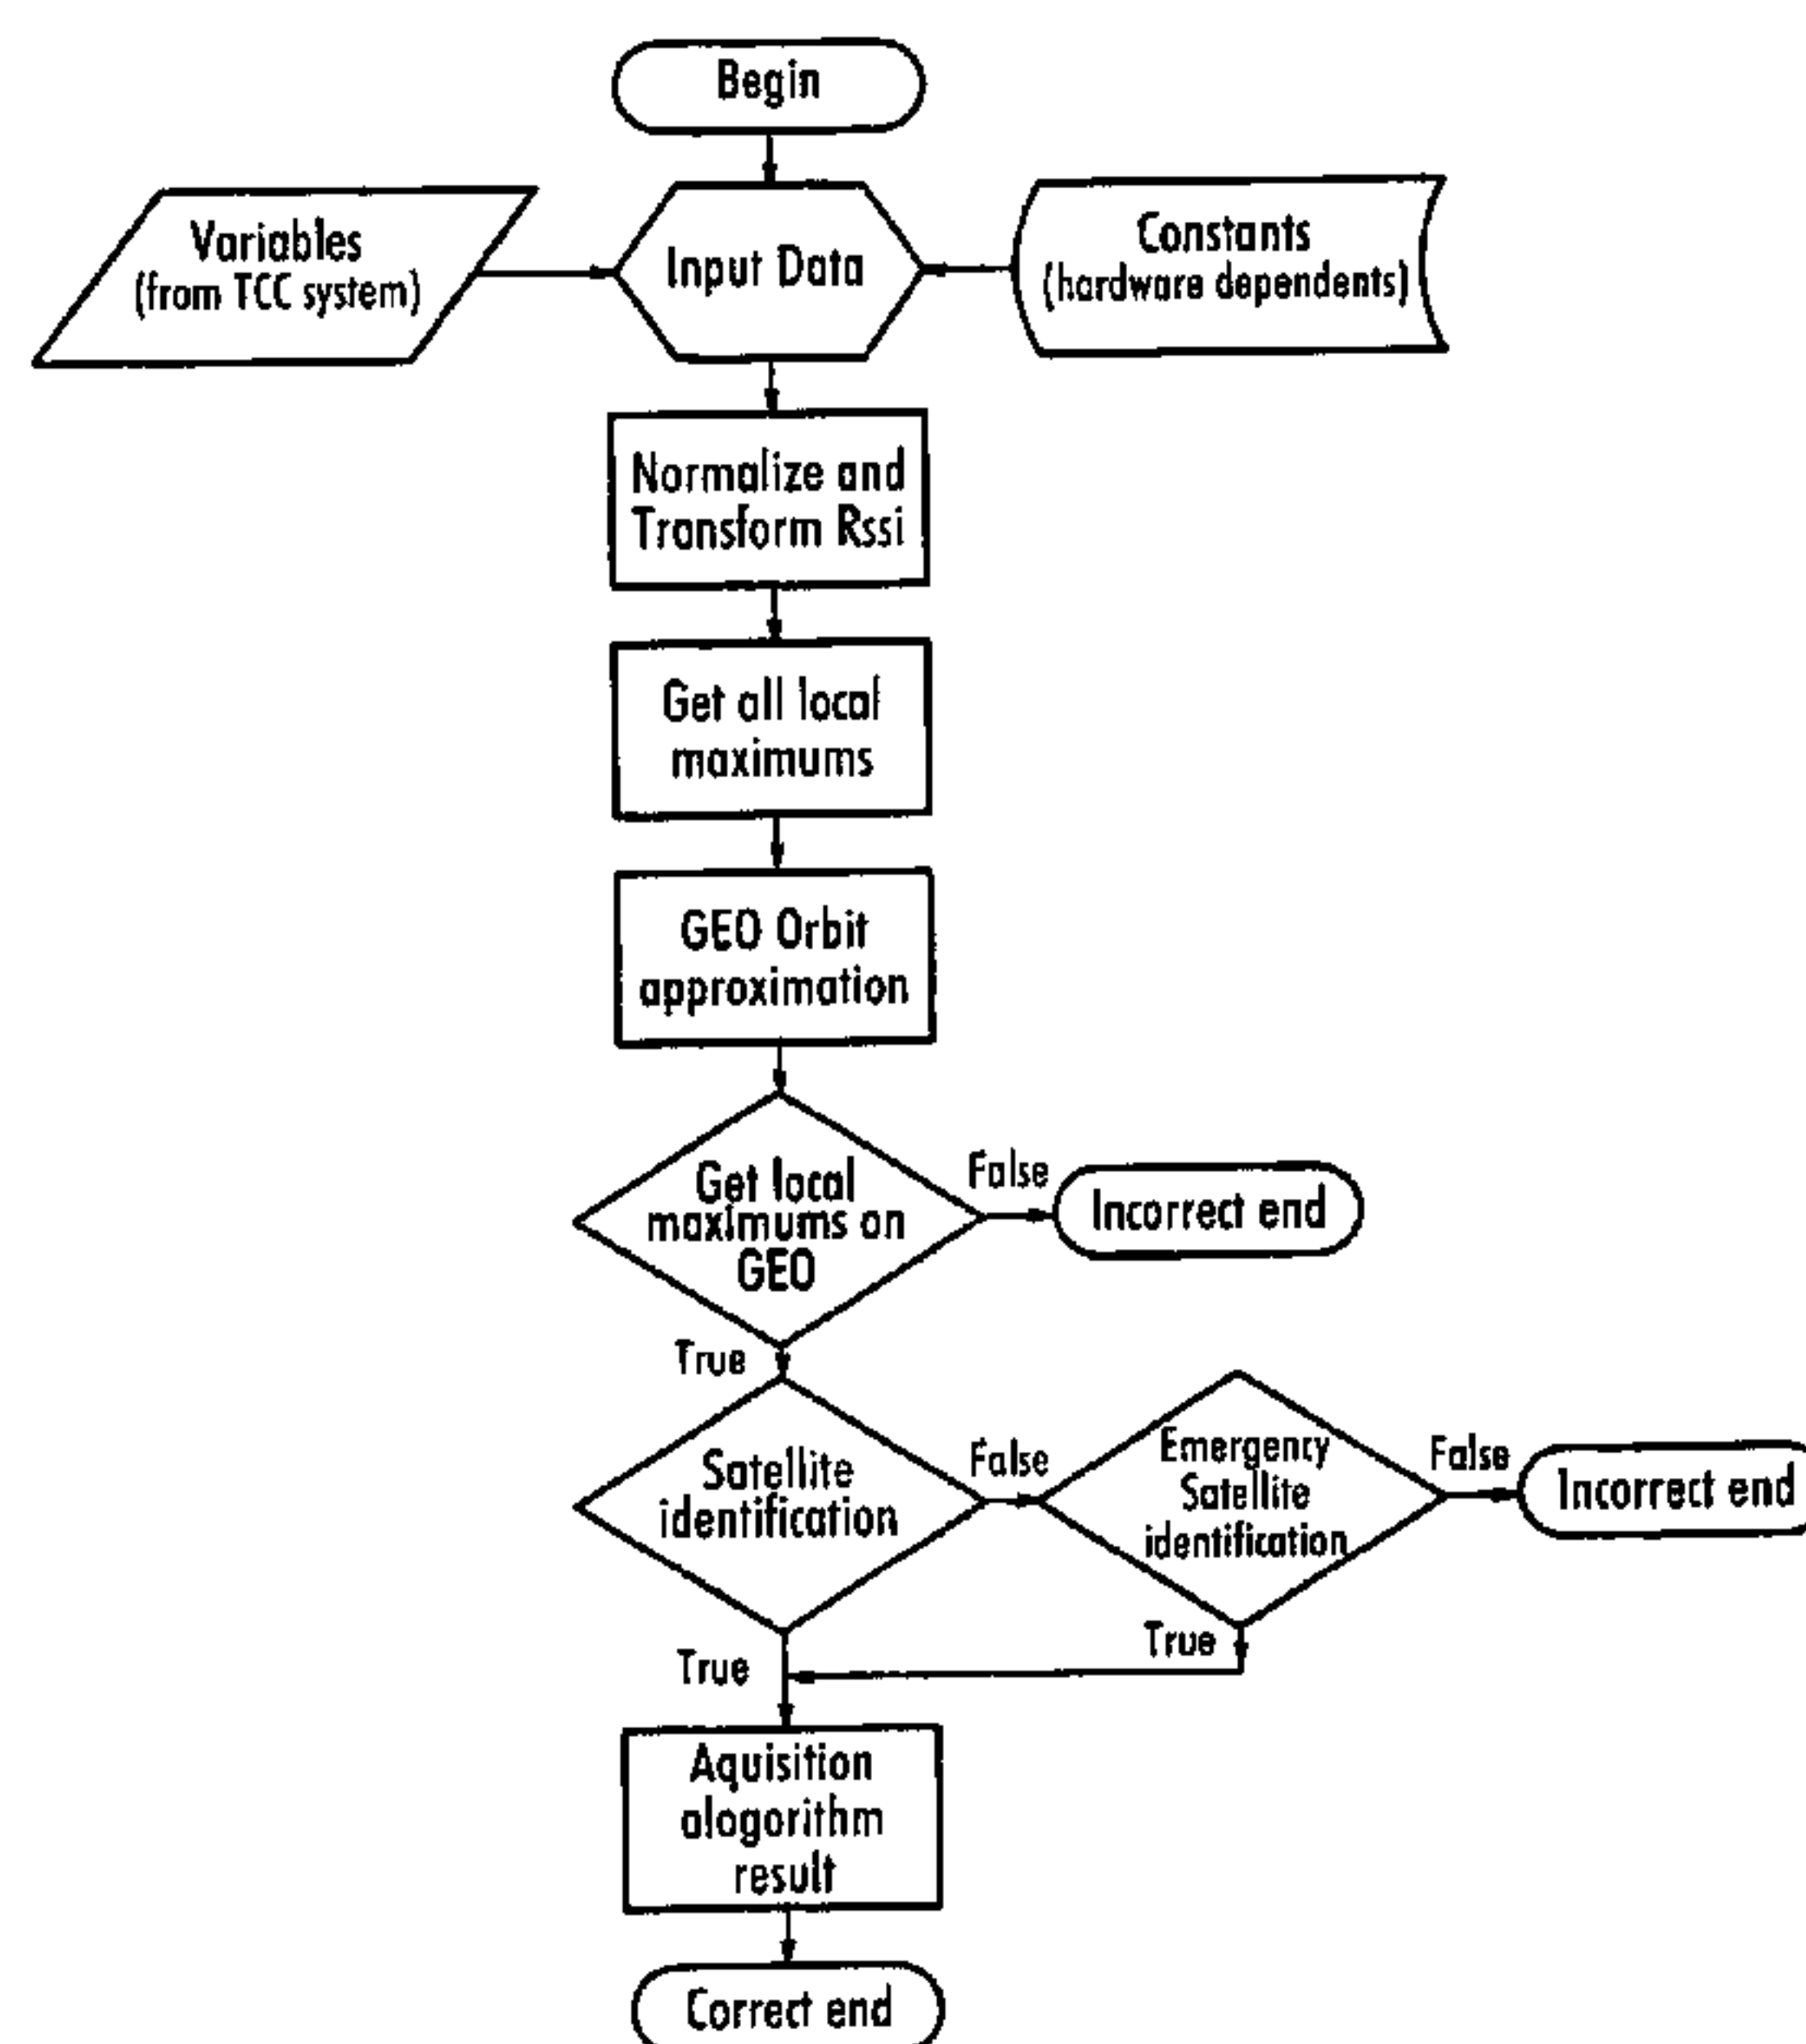 Begin
Variables
(from TCC system)
Input Data
Constants
(hardware dependents)
Normalize and
Transform Rssi
Get all local
maximums
GEO Orbit
approximation
Get local
maximums on
GEO
False
Incorrect end
True
Satellite
identification
False
Emergency
Satellite
identification
False
Incorrect end
True
True
Aquisition
alogorithm
result
Correct end